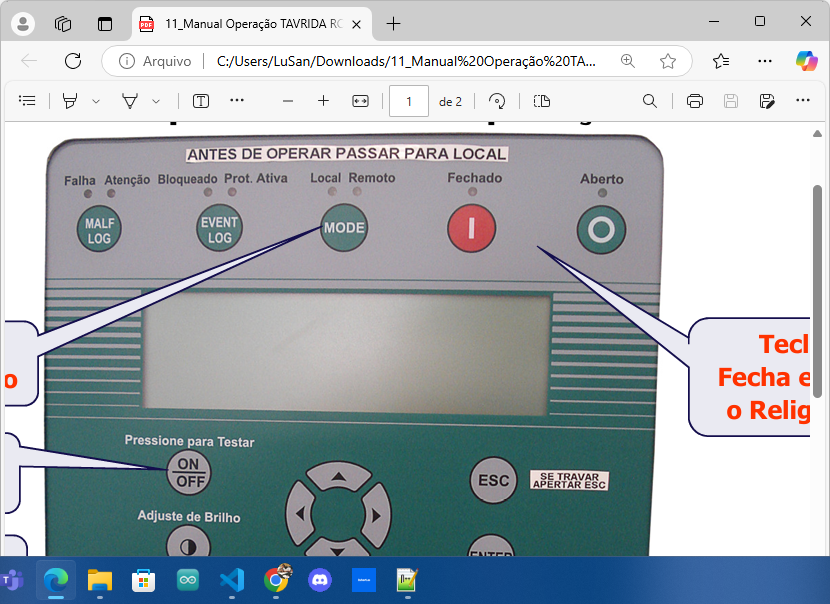 11_Manual Operação TAVRIDA RC
Arquivo
C:/Users/LuSan/Downloads/11_Manual%20Operação%20TA...
1 de 2
ANTES DE OPERAR PASSAR PARA LOCAL
Falha Atenção Bloqueado Prot. Ativa Local Remoto Fechado Aberto
MALF
LOG
EVENT
LOG
MODE
I
O
Tecl
Fecha e
o Relig
o
Pressione para Testar
ON
OFF
ESC
SE TRAVAR
APERTAR ESC
Adjuste de Brilho
ENTER